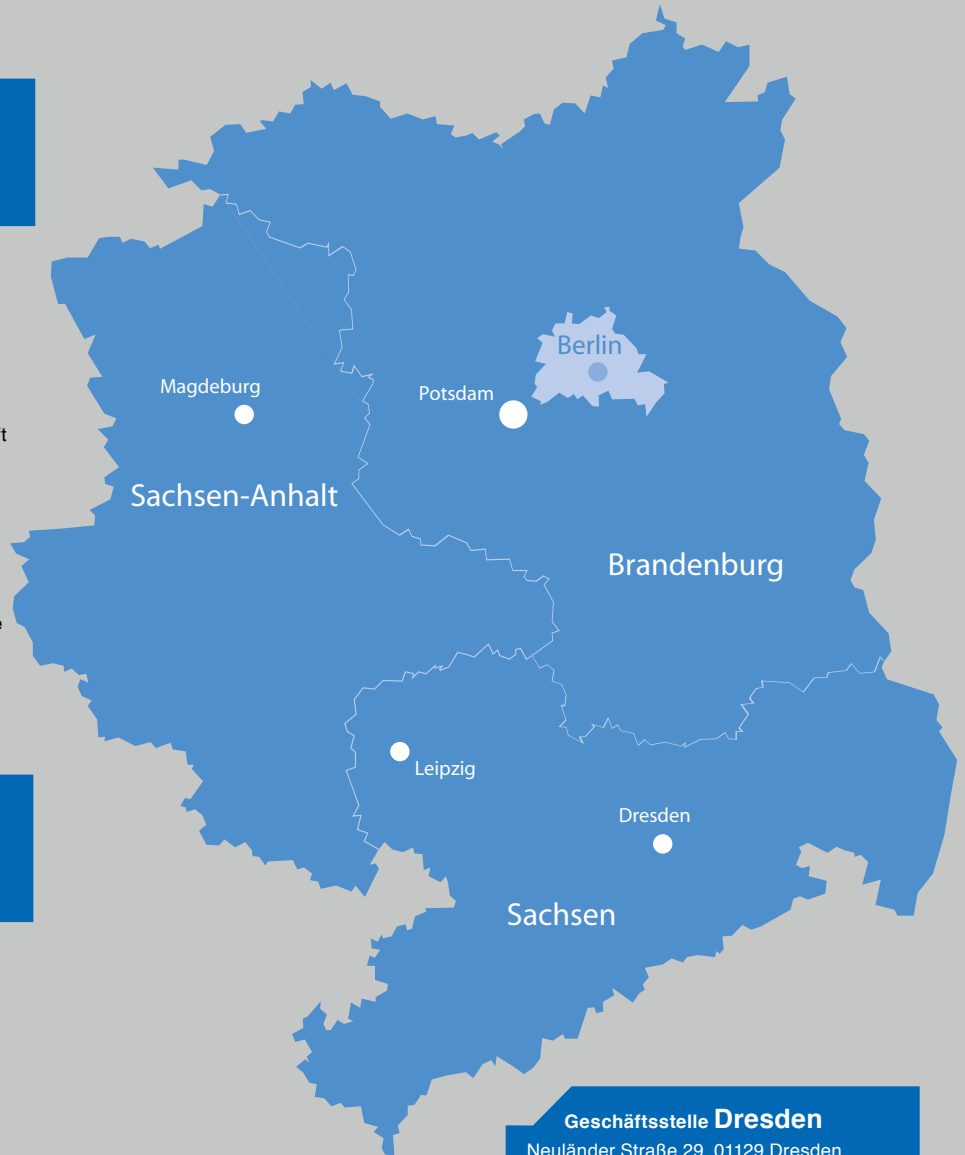 Berlin
Magdeburg
Potsdam
Sachsen-Anhalt
Brandenburg
Leipzig
Dresden
Sachsen
Geschäftsstelle Dresden
Neuländer Straße 29, 01129 Dresden